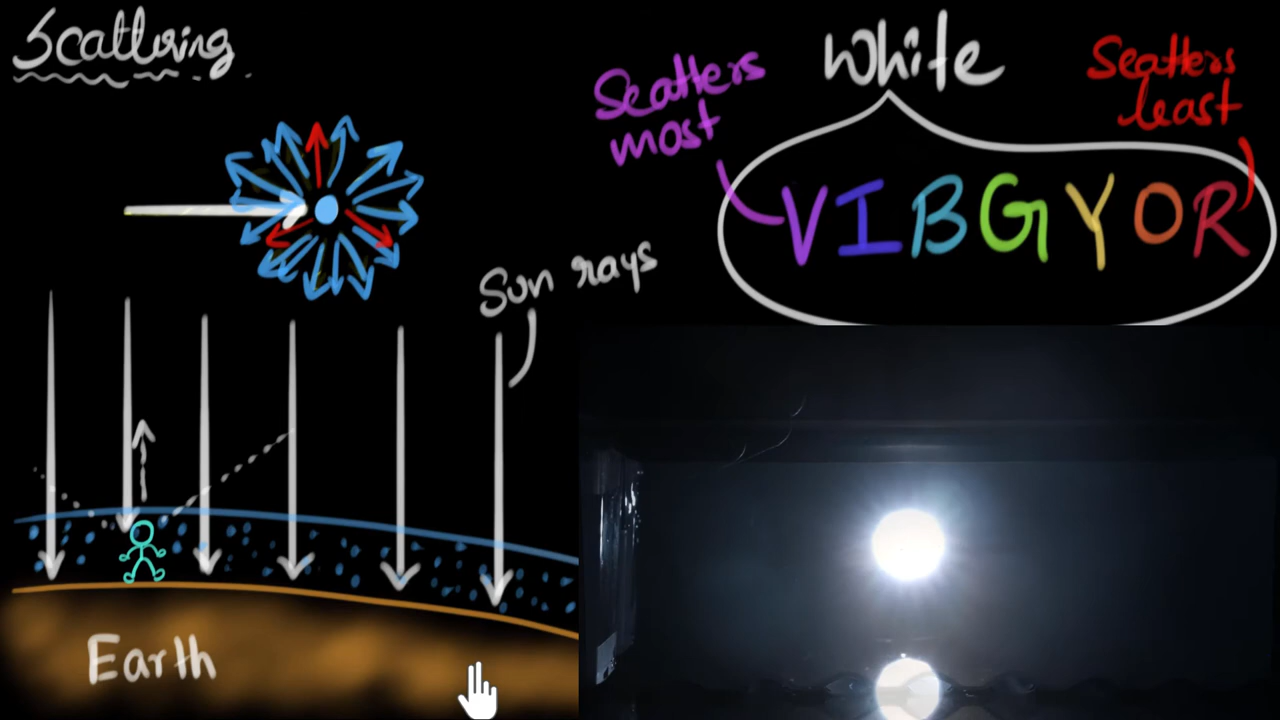 Scattering
White
Scatters
most
Scatters
least
VIBGYOR
Sun rays
Earth